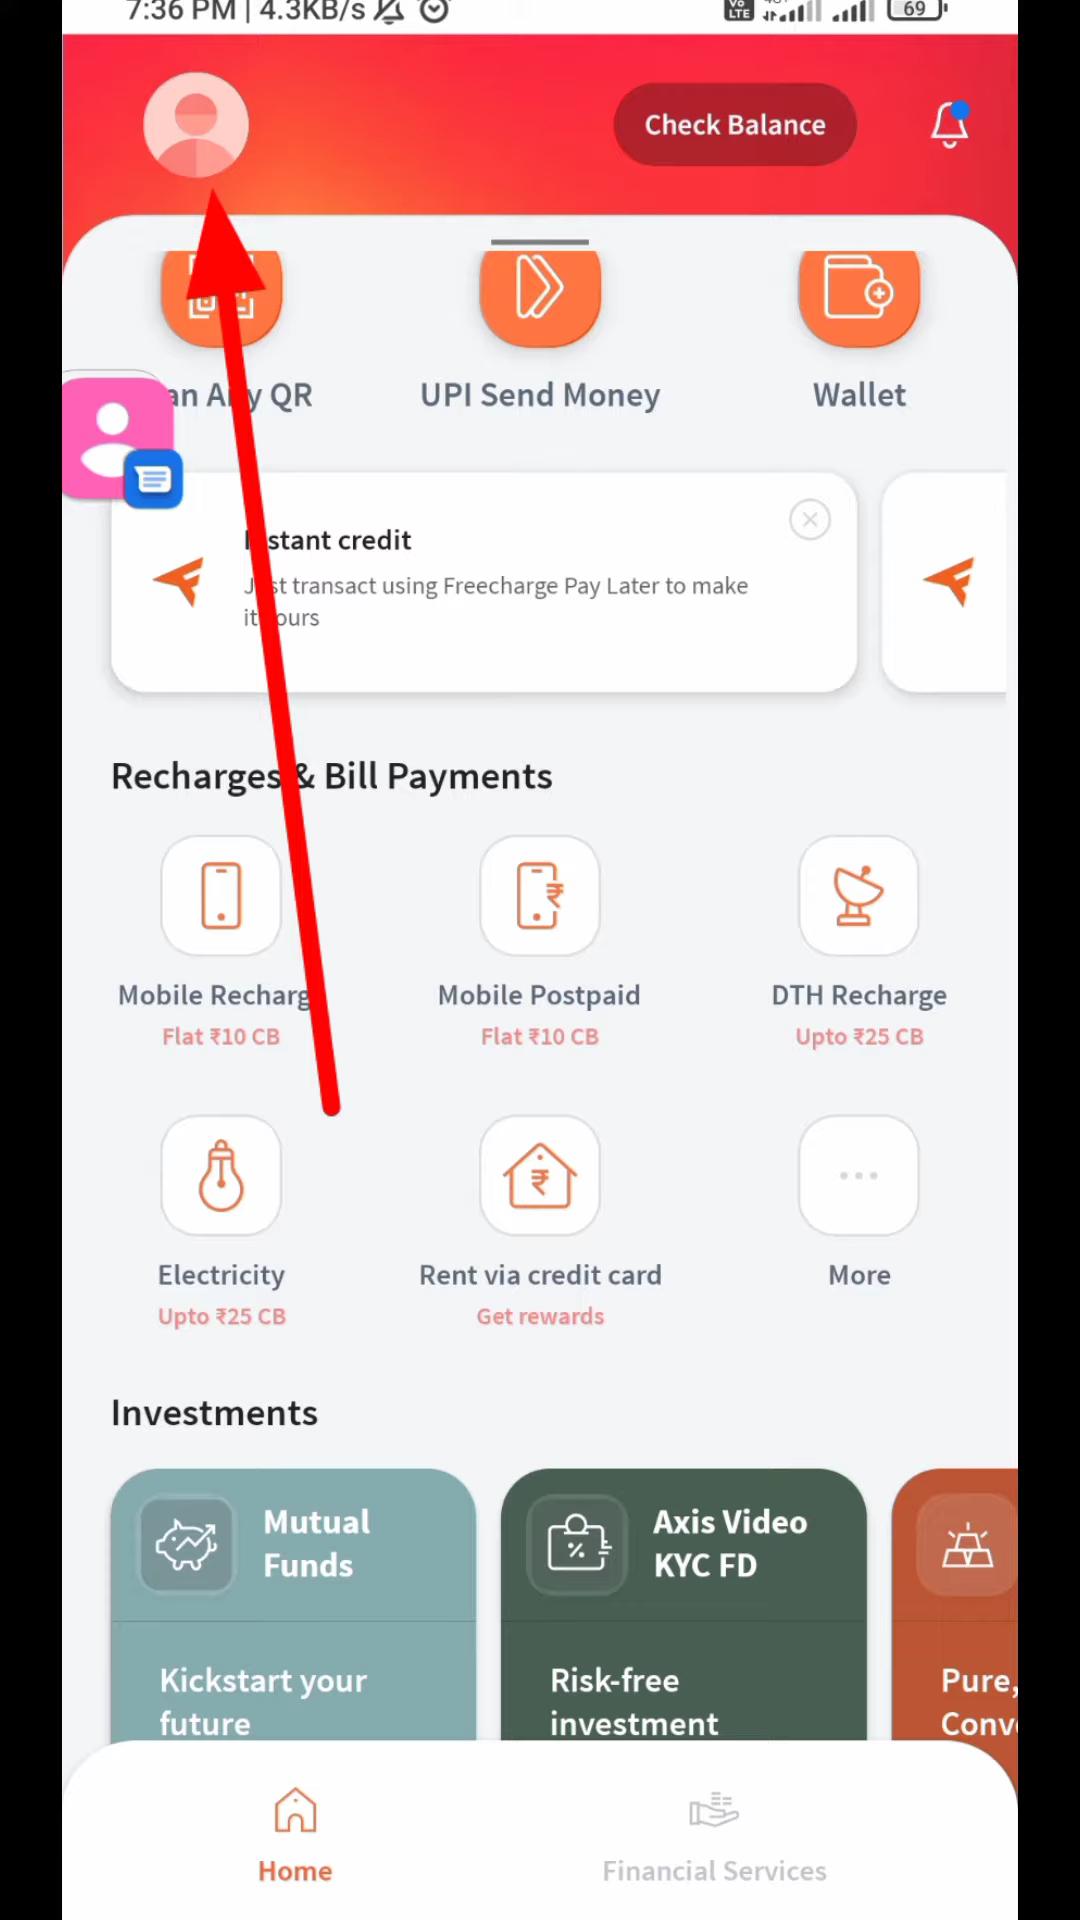 7:36 PM | 4.3KB/s
Vo LTE
69
Check Balance
an Any QR
UPI Send Money
Wallet
Instant credit
Just transact using Freecharge Pay Later to make
it yours
Recharges & Bill Payments
Mobile Recharg
Mobile Postpaid
DTH Recharge
Flat ₹10 CB
Flat ₹10 CB
Upto ₹25 CB
Electricity
Rent via credit card
More
Upto ₹25 CB
Get rewards
Investments
Mutual
Funds
Axis Video
KYC FD
Kickstart your
future
Risk-free
investment
Pure,
Conv
Home
Financial Services